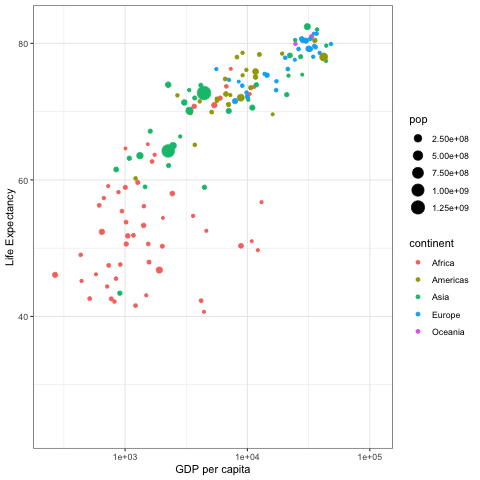 80
60
40
Life Expectancy
1e+03
1e+04
1e+05
GDP per capita
pop
2.50e+08
5.00e+08
7.50e+08
1.00e+09
1.25e+09
continent
Africa
Americas
Asia
Europe
Oceania